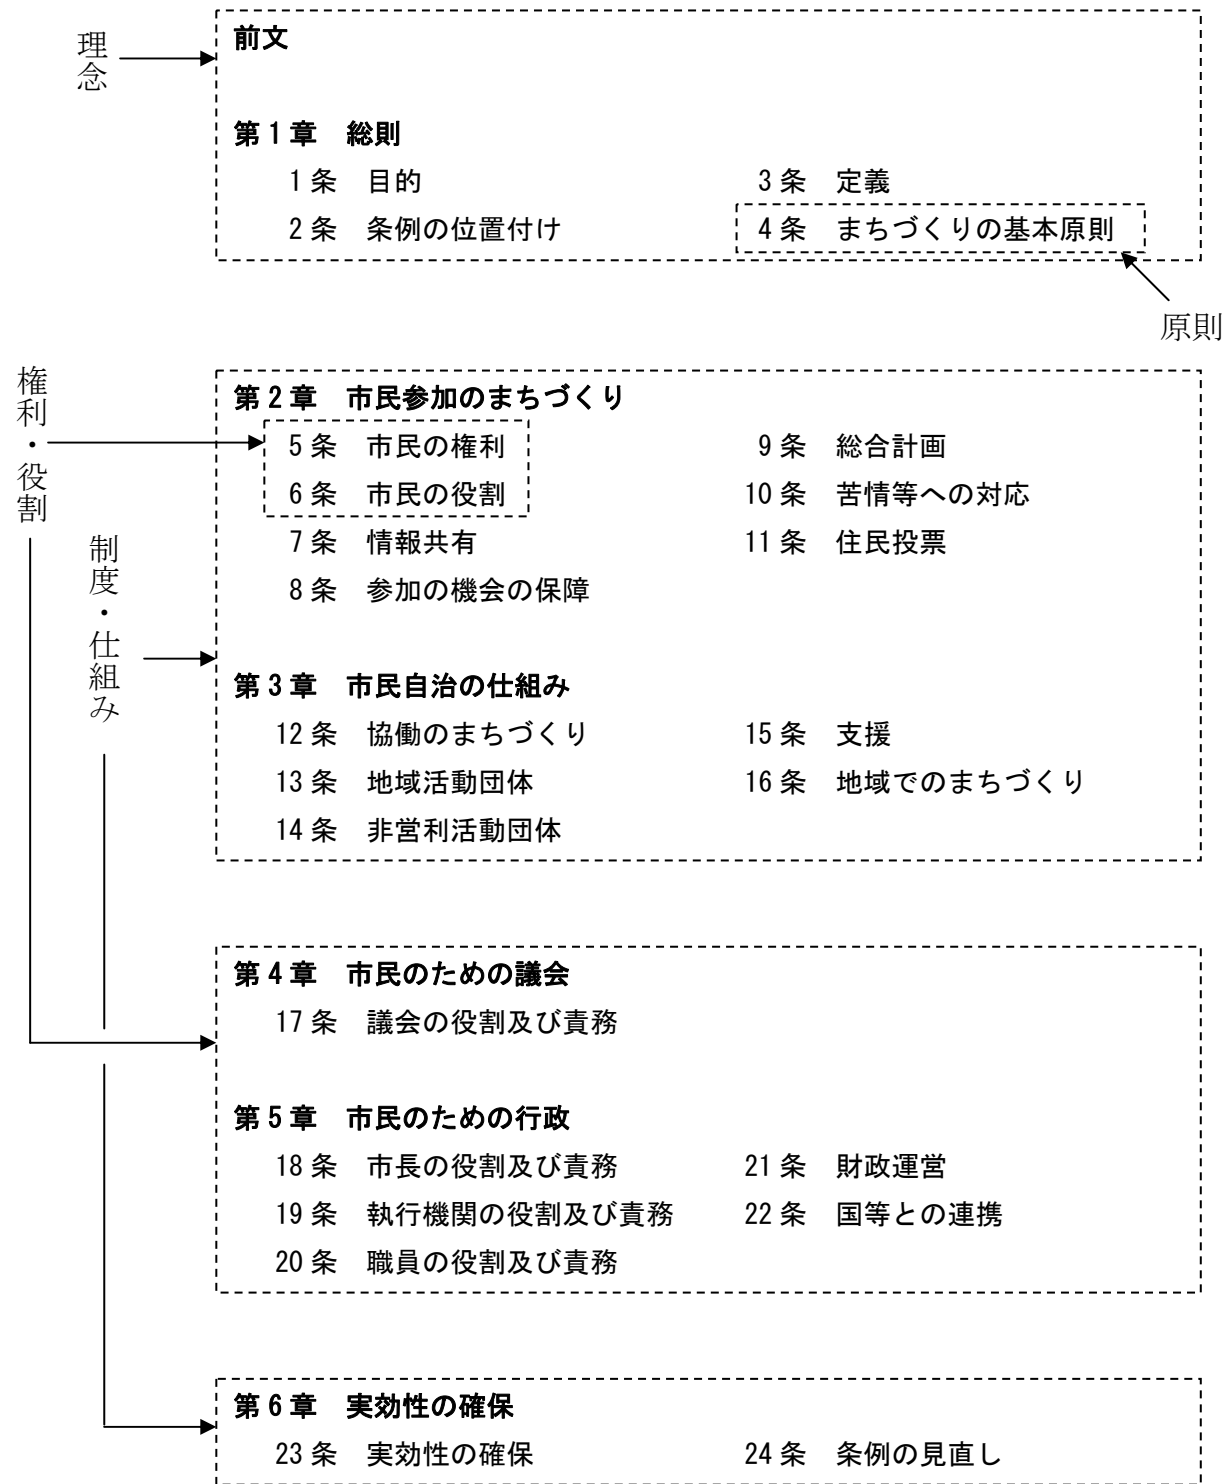 理念
前文
第1章 総則
1条 目的
2条 条例の位置付け
3条 定義
4条 まちづくりの基本原則
原則
権利・役割
制度・仕組み
第2章 市民参加のまちづくり
5条 市民の権利
6条 市民の役割
7条 情報共有
8条 参加の機会の保障
9条 総合計画
10条 苦情等への対応
11条 住民投票
第3章 市民自治の仕組み
12条 協働のまちづくり
13条 地域活動団体
14条 非営利活動団体
15条 支援
16条 地域でのまちづくり
第4章 市民のための議会
17条 議会の役割及び責務
第5章 市民のための行政
18条 市長の役割及び責務
19条 執行機関の役割及び責務
20条 職員の役割及び責務
21条 財政運営
22条 国等との連携
第6章 実効性の確保
23条 実効性の確保
24条 条例の見直し